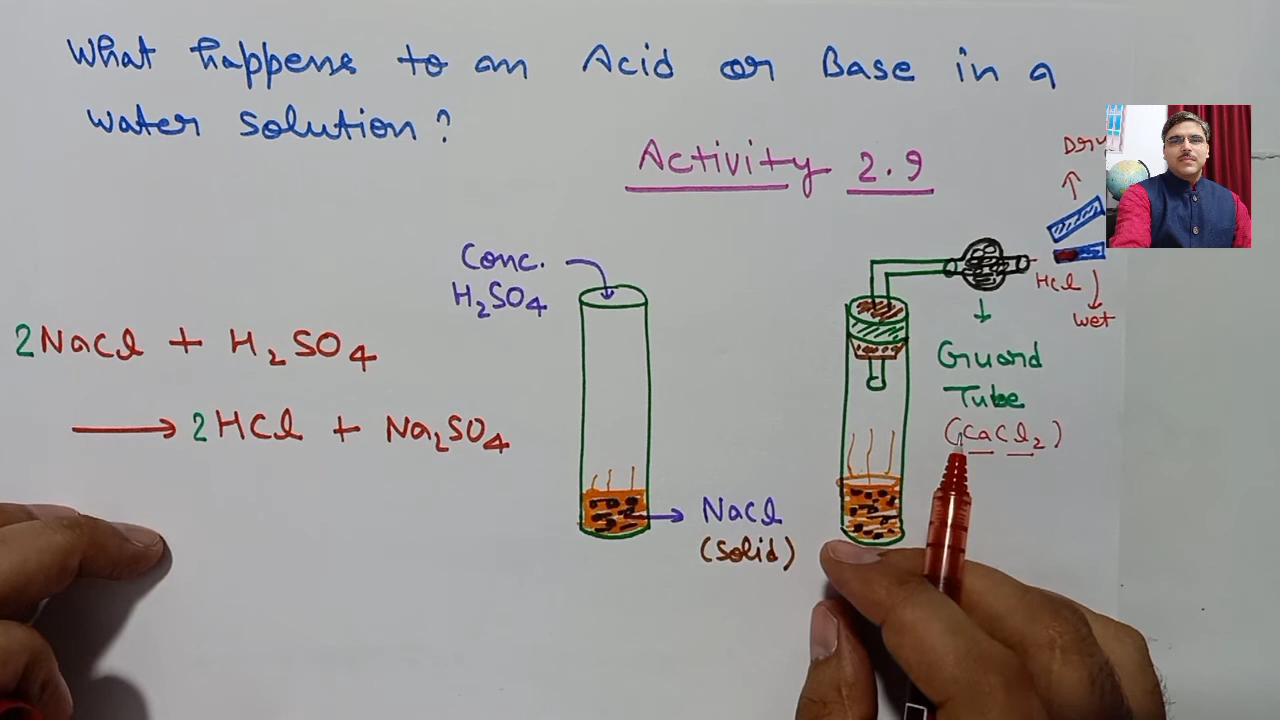 What happens to an Acid or Base in a
water solution?
Activity 2.9
Conc.
H₂SO₄
2NaCl + H₂SO₄
⟶ 2HCl + Na₂SO₄
NaCl
(Solid)
Dry
HCl
wet
Guard
Tube
(CaCl₂)